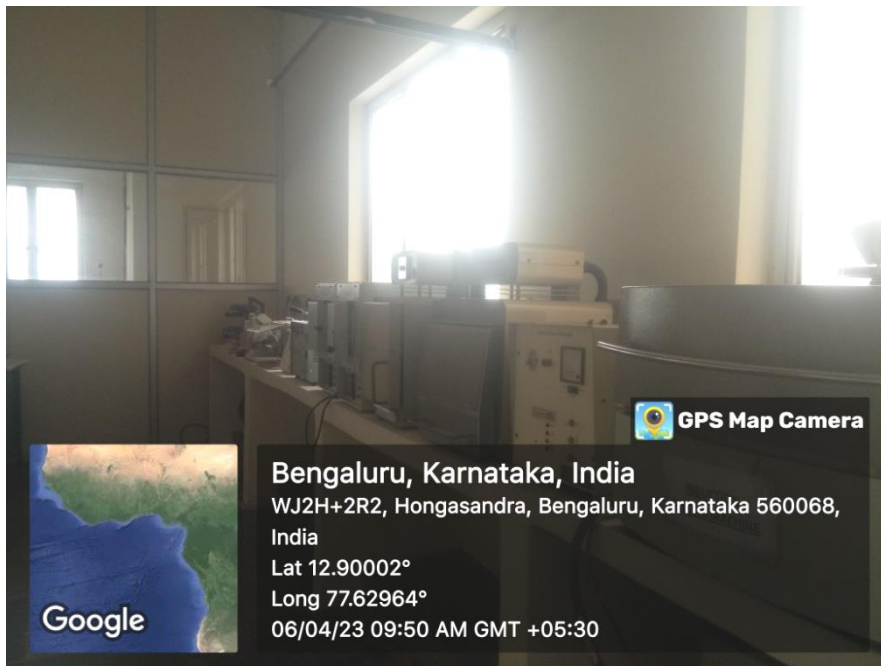 GPS Map Camera
Bengaluru, Karnataka, India
WJ2H+2R2, Hongasandra, Bengaluru, Karnataka 560068,
India
Lat 12.90002°
Long 77.62964°
06/04/23 09:50 AM GMT +05:30
Google